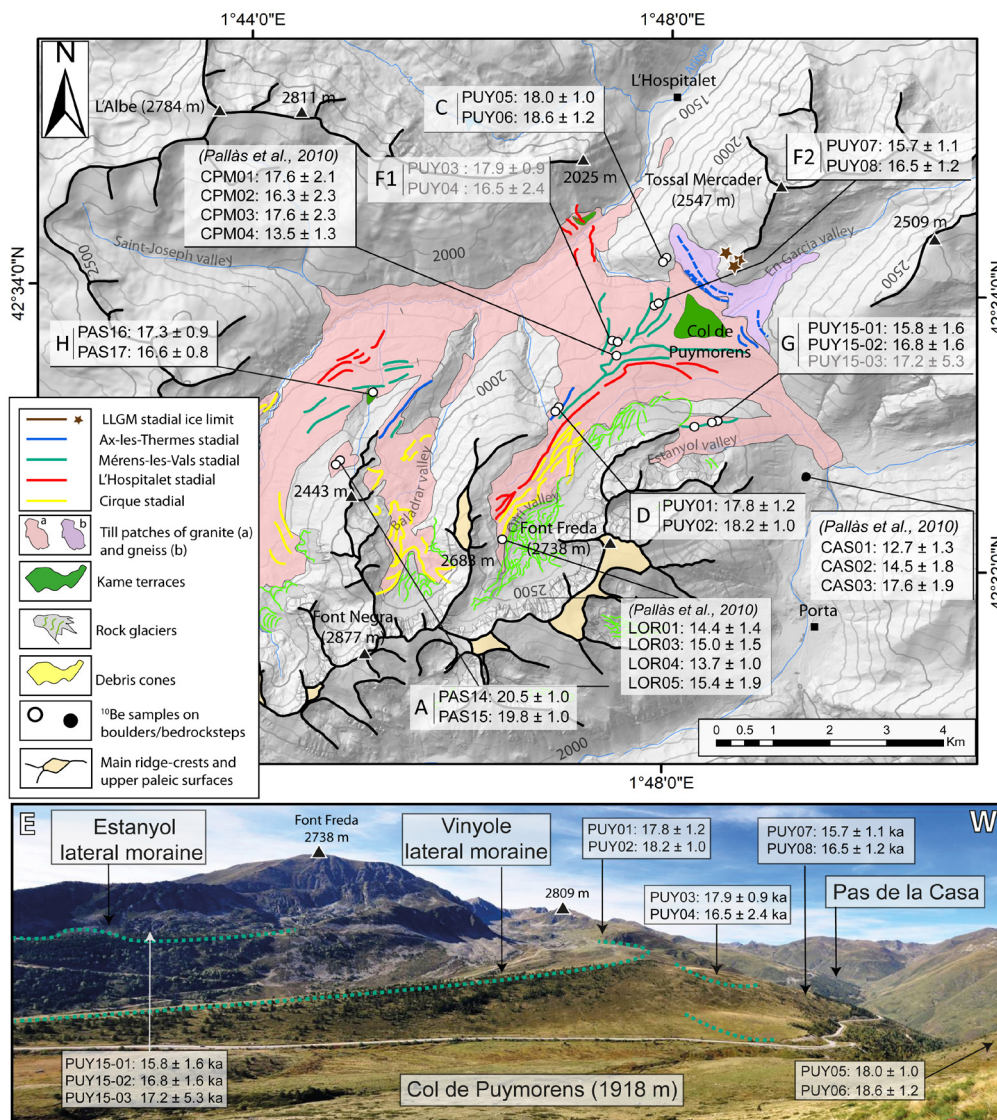 1°44'0"E
1°48'0"E
N
L'Albe (2784 m)
2811 m
C
PUY05: 18.0 ± 1.0
PUY06: 18.6 ± 1.2
L'Hospitalet
Ariège
1500
2000
(Pallàs et al., 2010)
CPM01: 17.6 ± 2.1
CPM02: 16.3 ± 2.3
CPM03: 17.6 ± 2.3
CPM04: 13.5 ± 1.3
F1
PUY03: 17.9 ± 0.9
PUY04: 16.5 ± 2.4
2025 m
F2
PUY07: 15.7 ± 1.1
PUY08: 16.5 ± 1.2
Tossal Mercader
(2547 m)
2509 m
Saint-Joseph valley
2500
2000
En Garcia valley
2500
42°34'0"N
42°34'0"N
H
PAS16: 17.3 ± 0.9
PAS17: 16.6 ± 0.8
Col de
Puymorens
G
PUY15-01: 15.8 ± 1.6
PUY15-02: 16.8 ± 1.6
PUY15-03: 17.2 ± 5.3
2000
LLGM stadial ice limit
Ax-les-Thermes stadial
Mérens-les-Vals stadial
L'Hospitalet stadial
Cirque stadial
a
b
Till patches of granite (a)
and gneiss (b)
Kame terraces
Rock glaciers
Debris cones
¹⁰Be samples on
boulders/bedrocksteps
Main ridge-crests and
upper paleic surfaces
2443 m
Baladrar valley
Estanyol valley
valley
D
PUY01: 17.8 ± 1.2
PUY02: 18.2 ± 1.0
Font Freda
(2738 m)
2683 m
2500
(Pallàs et al., 2010)
CAS01: 12.7 ± 1.3
CAS02: 14.5 ± 1.8
CAS03: 17.6 ± 1.9
42°32'0"N
Font Negra
(2877 m)
(Pallàs et al., 2010)
LOR01: 14.4 ± 1.4
LOR03: 15.0 ± 1.5
LOR04: 13.7 ± 1.0
LOR05: 15.4 ± 1.9
Porta
A
PAS14: 20.5 ± 1.0
PAS15: 19.8 ± 1.0
2000
0 0.5 1 2 3 4
Km
1°48'0"E
E
W
Estanyol
lateral moraine
Font Freda
2738 m
Vinyole
lateral moraine
PUY01: 17.8 ± 1.2
PUY02: 18.2 ± 1.0
PUY07: 15.7 ± 1.1 ka
PUY08: 16.5 ± 1.2 ka
2809 m
PUY03: 17.9 ± 0.9 ka
PUY04: 16.5 ± 2.4 ka
Pas de la Casa
PUY15-01: 15.8 ± 1.6 ka
PUY15-02: 16.8 ± 1.6 ka
PUY15-03: 17.2 ± 5.3 ka
Col de Puymorens (1918 m)
PUY05: 18.0 ± 1.0
PUY06: 18.6 ± 1.2